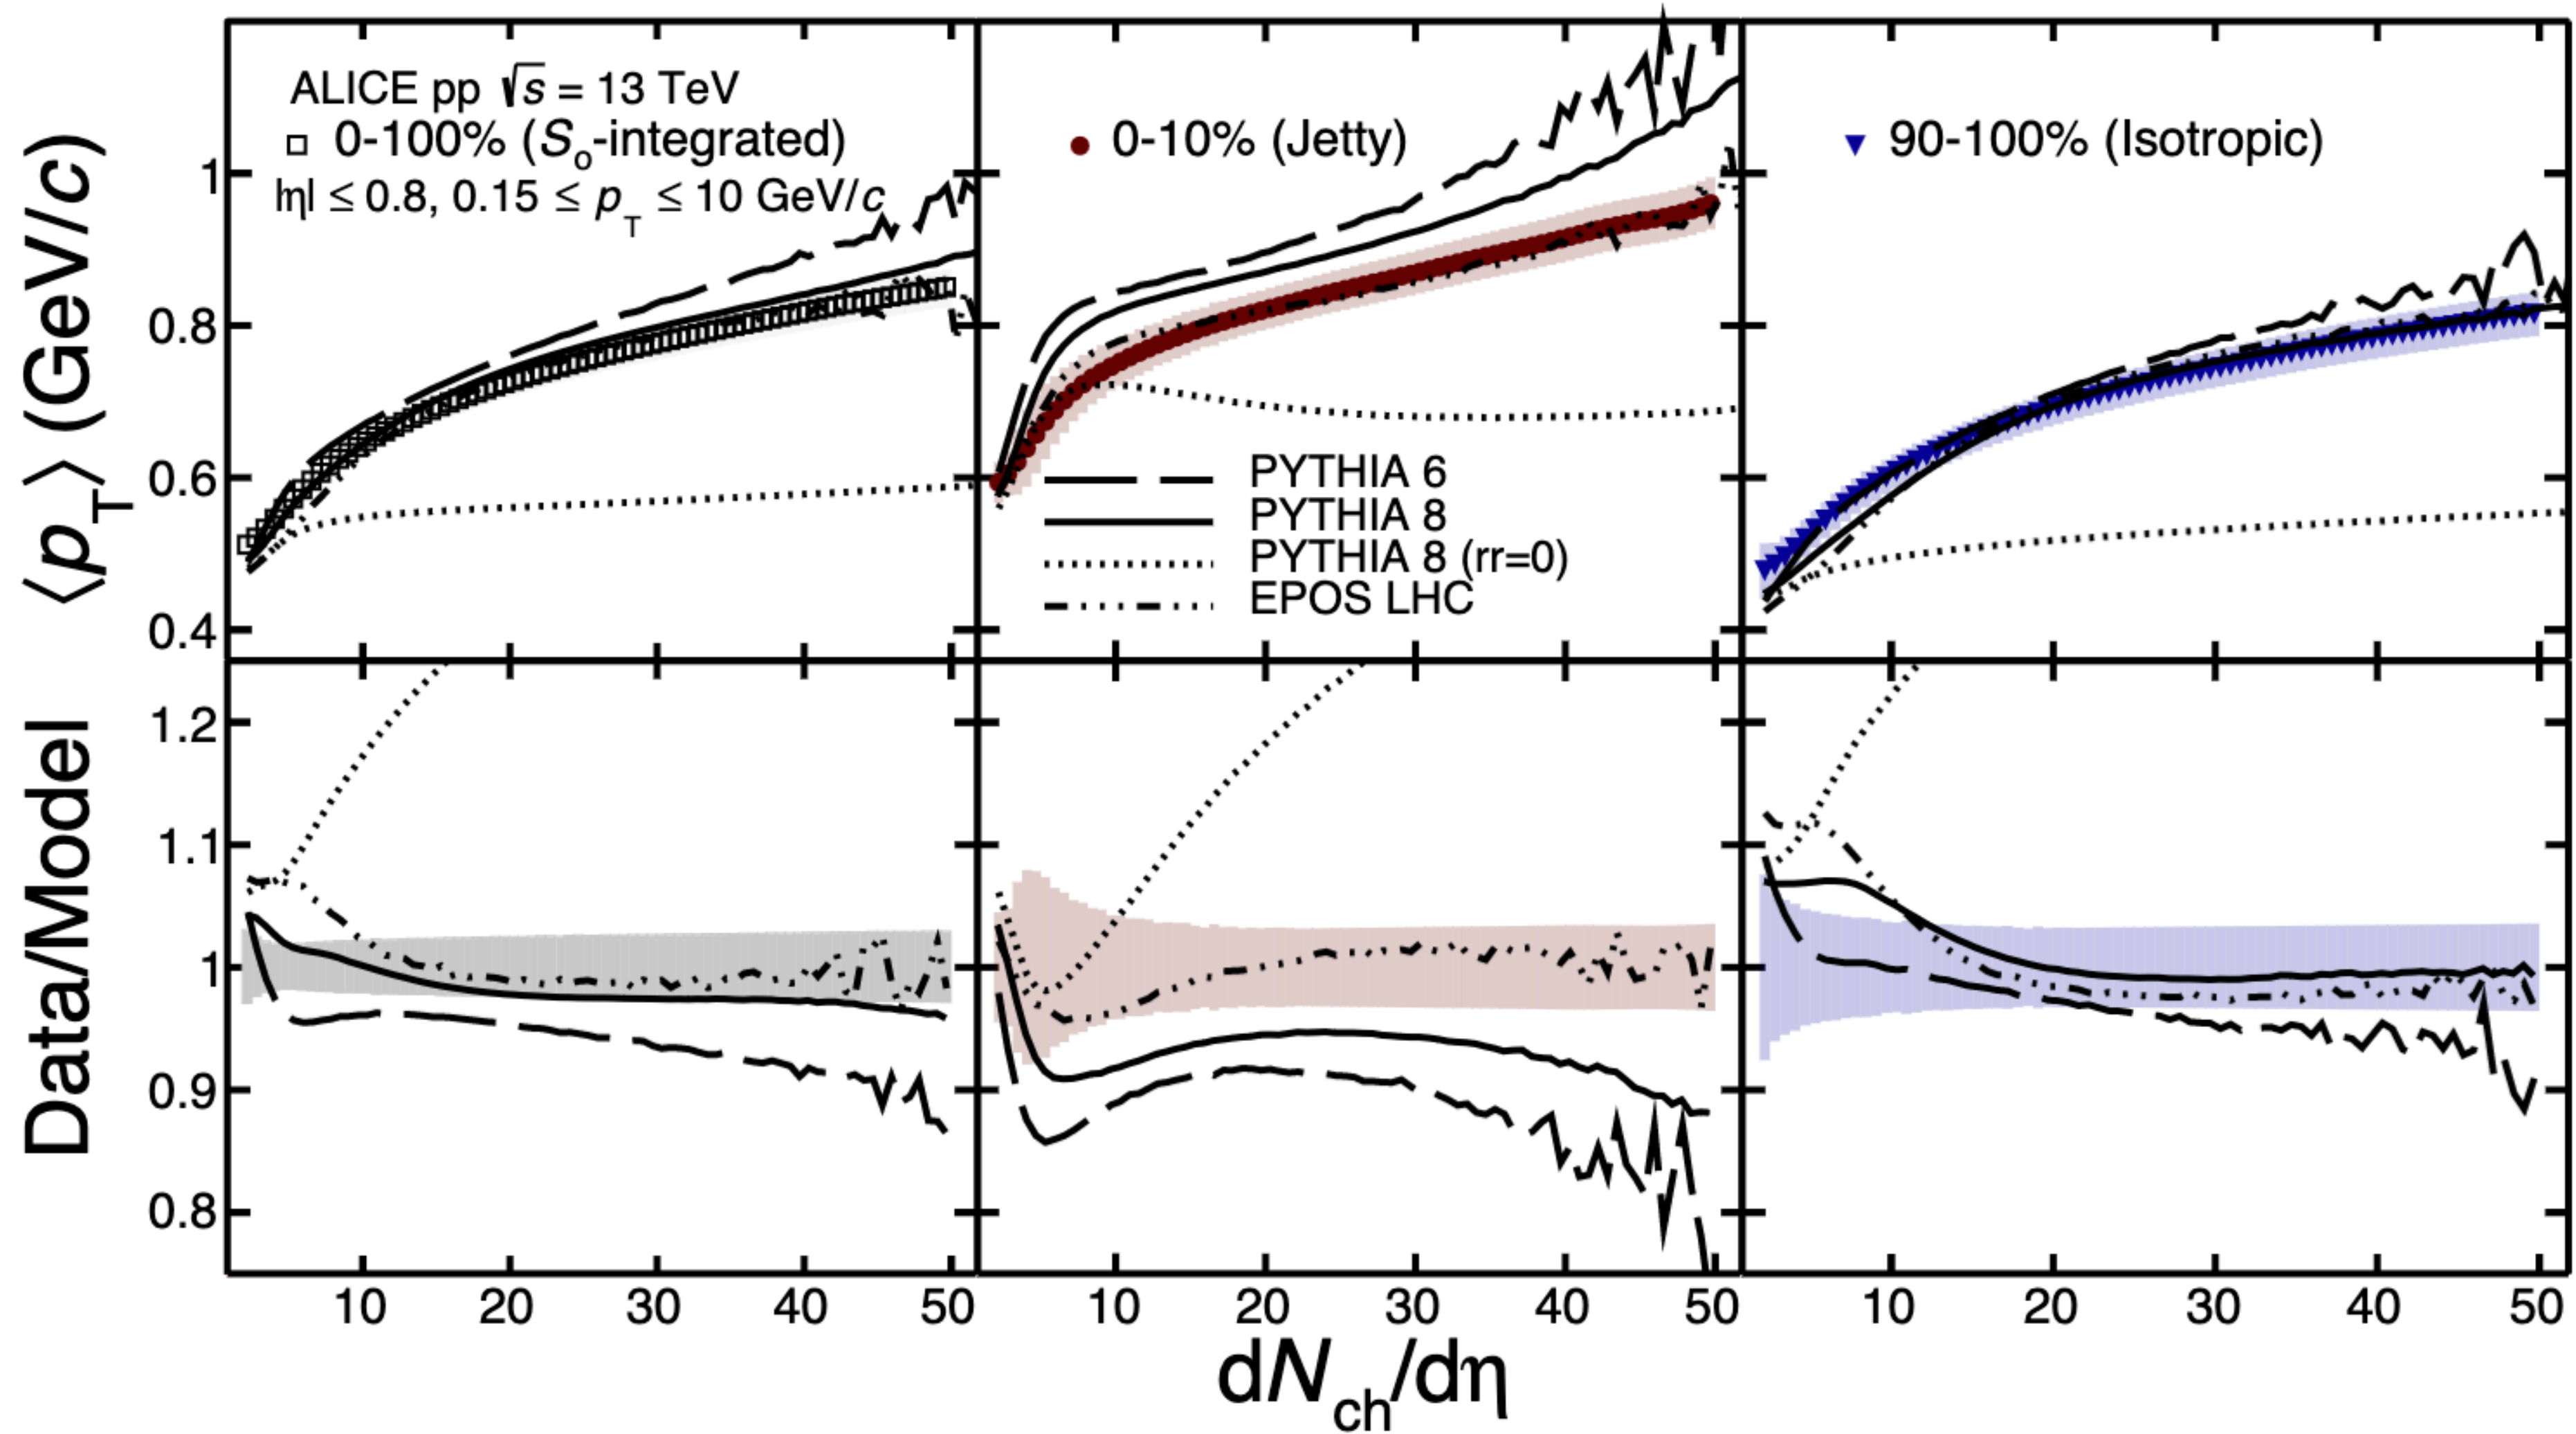 ALICE pp √s = 13 TeV
0-100% (So-integrated)
|η| ≤ 0.8, 0.15 ≤ pT ≤ 10 GeV/c
0-10% (Jetty)
90-100% (Isotropic)
PYTHIA 6
PYTHIA 8
PYTHIA 8 (rr=0)
EPOS LHC
⟨pT⟩ (GeV/c)
1
0.8
0.6
0.4
Data/Model
1.2
1.1
1
0.9
0.8
10 20 30 40 50 10 20 30 40 50 10 20 30 40 50
dNch/dη